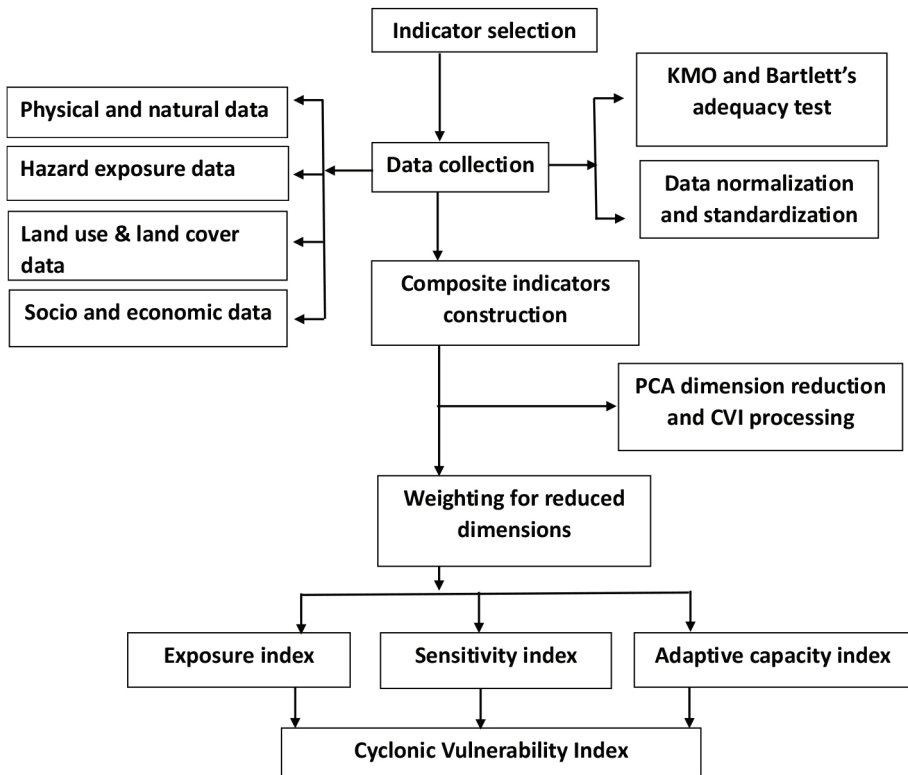 Indicator selection
KMO and Bartlett’s
adequacy test
Physical and natural data
Hazard exposure data
Data collection
Data normalization
and standardization
Land use & land cover
data
Socio and economic data
Composite indicators
construction
PCA dimension reduction
and CVI processing
Weighting for reduced
dimensions
Exposure index
Sensitivity index
Adaptive capacity index
Cyclonic Vulnerability Index